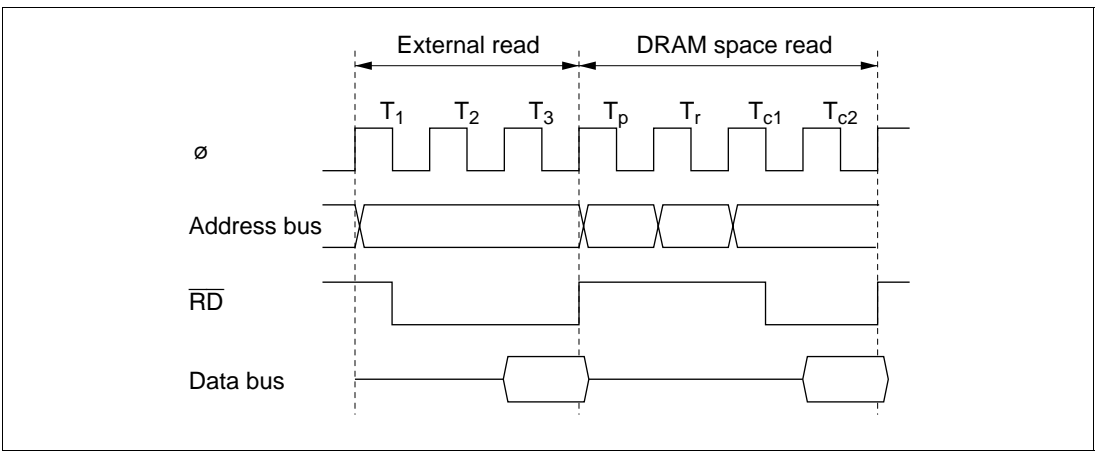 External read DRAM space read
T1 T2 T3 Tp Tr Tc1 Tc2
ø
Address bus
RD
Data bus